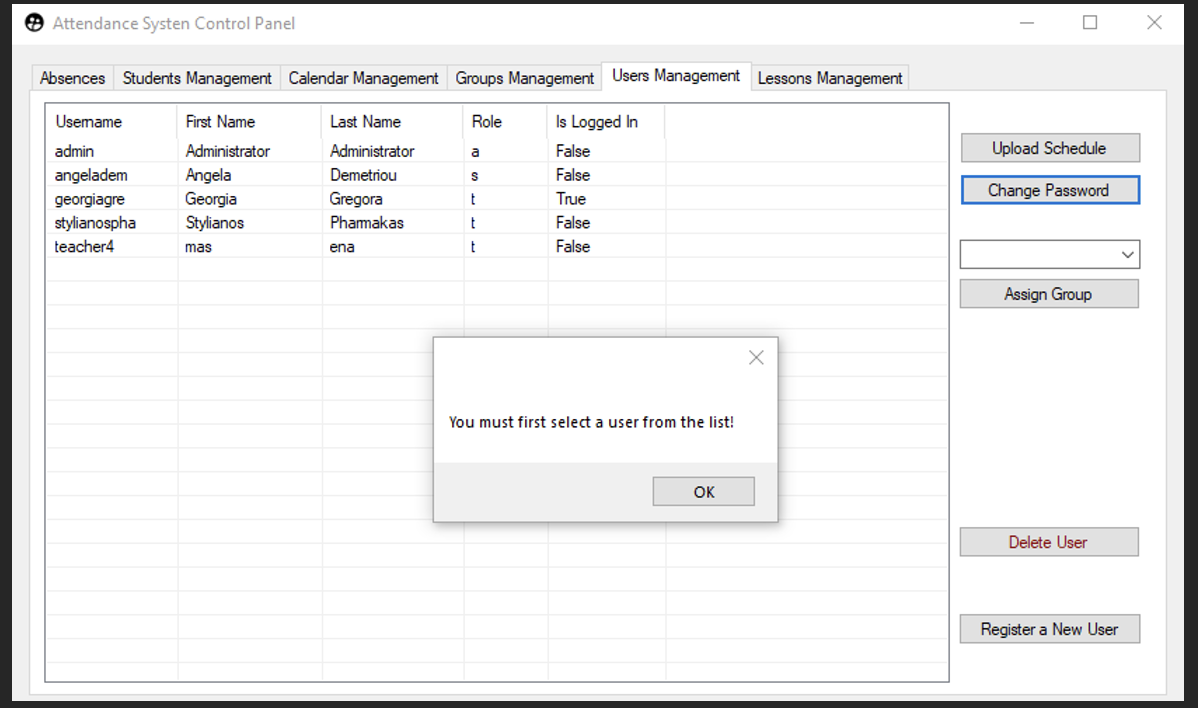 Attendance Systen Control Panel
Absences Students Management Calendar Management Groups Management Users Management Lessons Management
Username First Name Last Name Role Is Logged In
admin Administrator Administrator a False
angeladem Angela Demetriou s False
georgiagre Georgia Gregora t True
stylianospha Stylianos Pharmakas t False
teacher4 mas ena t False
Upload Schedule
Change Password
Assign Group
You must first select a user from the list!
OK
Delete User
Register a New User